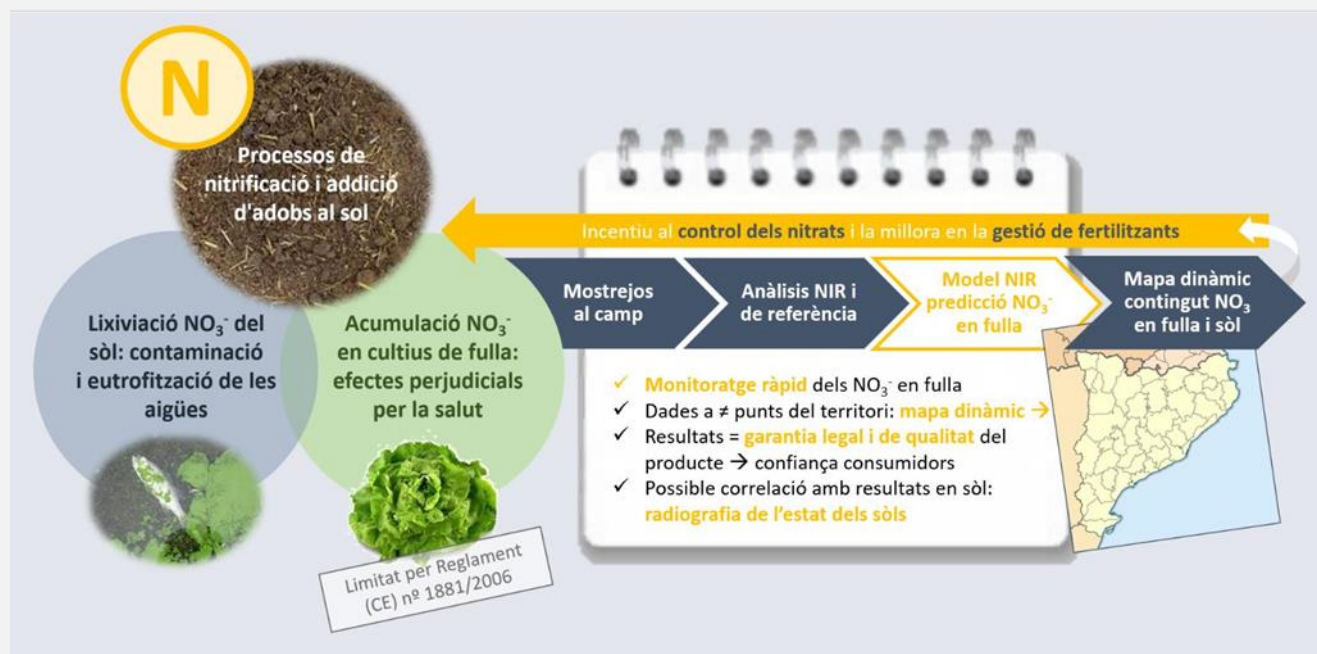 N
Processos de
nitrificació i addició
d'adobs al sol
Lixiviació NO₃⁻ del
sòl: contaminació
i eutrofització de les
aigües
Acumulació NO₃⁻
en cultius de fulla:
efectes perjudicials
per la salut
Limitat per Reglament
(CE) nº 1881/2006
Incentiu al control dels nitrats i la millora en la gestió de fertilitzants
Mostrejos
al camp
Anàlisis NIR i
de referència
Model NIR
predicció NO₃⁻
en fulla
Mapa dinàmic
contingut NO₃
en fulla i sòl
✓ Monitoratge ràpid dels NO₃⁻ en fulla
✓ Dades a ≠ punts del territori: mapa dinàmic →
✓ Resultats = garantia legal i de qualitat del
producte → confiança consumidors
✓ Possible correlació amb resultats en sòl:
radiografia de l'estat dels sòls